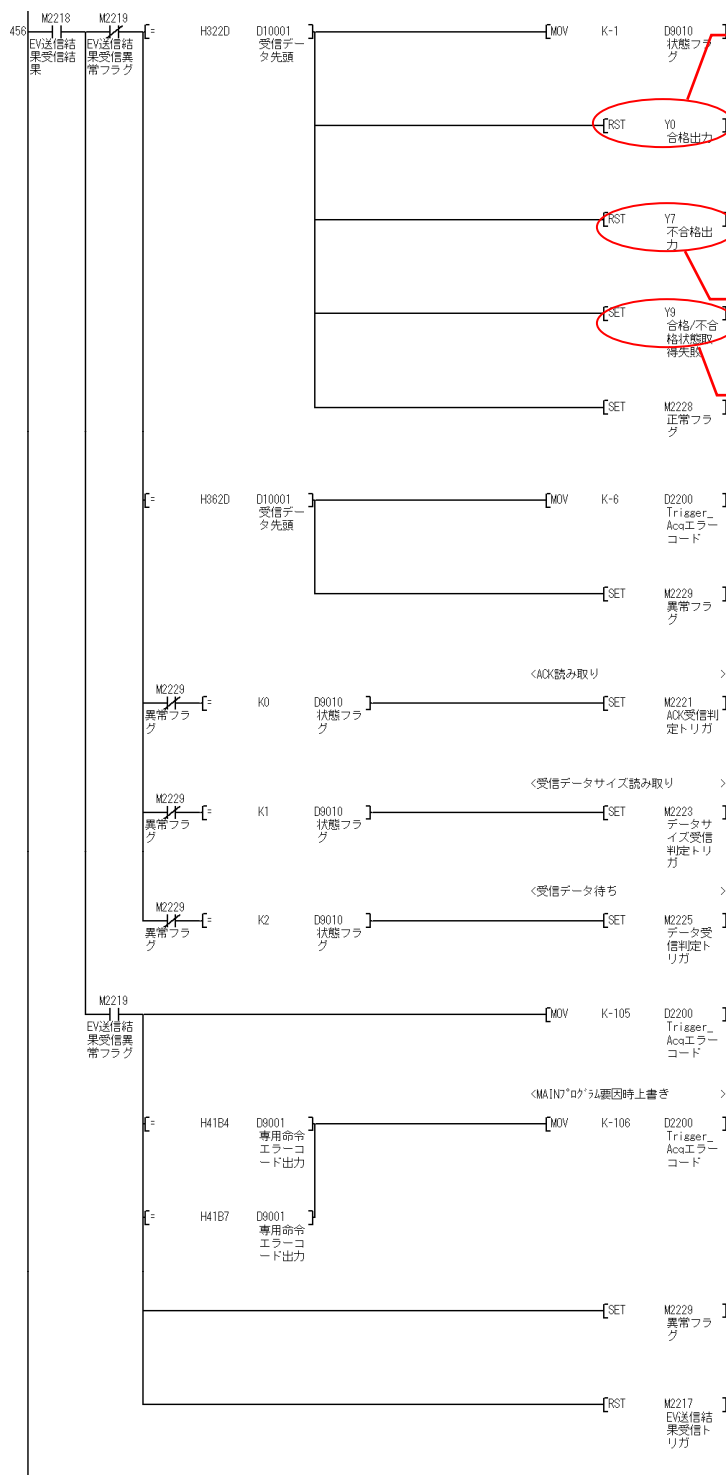 456
M2218
EV送信結
果受信結
果
M2219
EV送信結
果受信異
常フラグ
[= H322D D10001 ]
受信デー
タ先頭
[MOV K-1 D9010 ]
状態フラ
グ
[RST Y0 ]
合格出力
[RST Y7 ]
不合格出
力
[SET Y9 ]
合格/不合
格状態取
得失敗
[SET M2228 ]
正常フラ
グ
[= H362D D10001 ]
受信デー
タ先頭
[MOV K-6 D2200 ]
Trigger_
Acqエラー
コード
[SET M2229 ]
異常フラ
グ
<ACK読み取り >
M2229
異常フラ
グ
[= K0 D9010 ]
状態フラ
グ
[SET M2221 ]
ACK受信判
定トリガ
<受信データサイズ読み取り >
M2229
異常フラ
グ
[= K1 D9010 ]
状態フラ
グ
[SET M2223 ]
データサ
イズ受信
判定トリ
ガ
<受信データ待ち >
M2229
異常フラ
グ
[= K2 D9010 ]
状態フラ
グ
[SET M2225 ]
データ受
信判定ト
リガ
M2219
EV送信結
果受信異
常フラグ
[MOV K-105 D2200 ]
Trigger_
Acqエラー
コード
<MAINプログラム要因時上書き >
[= H41B4 D9001 ]
専用命令
エラーコ
ード出力
[MOV K-106 D2200 ]
Trigger_
Acqエラー
コード
[= H41B7 D9001 ]
専用命令
エラーコ
ード出力
[SET M2229 ]
異常フラ
グ
[RST M2217 ]
EV送信結
果受信ト
リガ